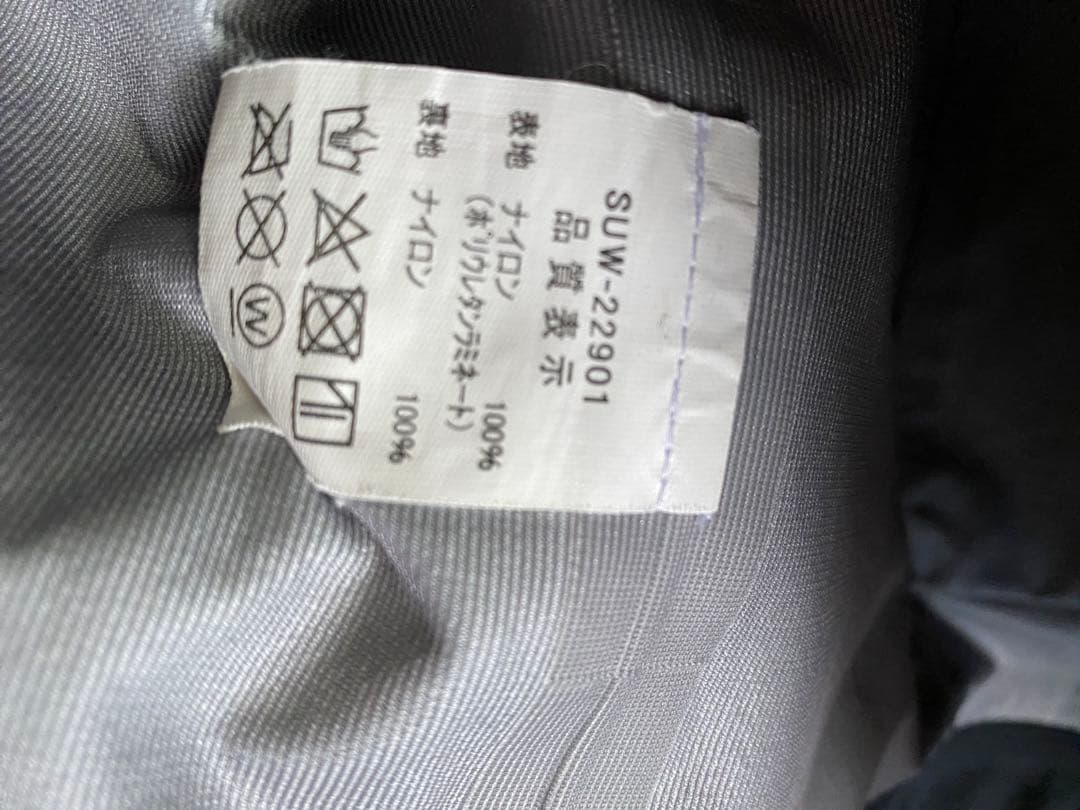 SUW-22901
品質表示
表地 ナイロン 100%
(ポリウレタンラミネート)
裏地 ナイロン 100%
W